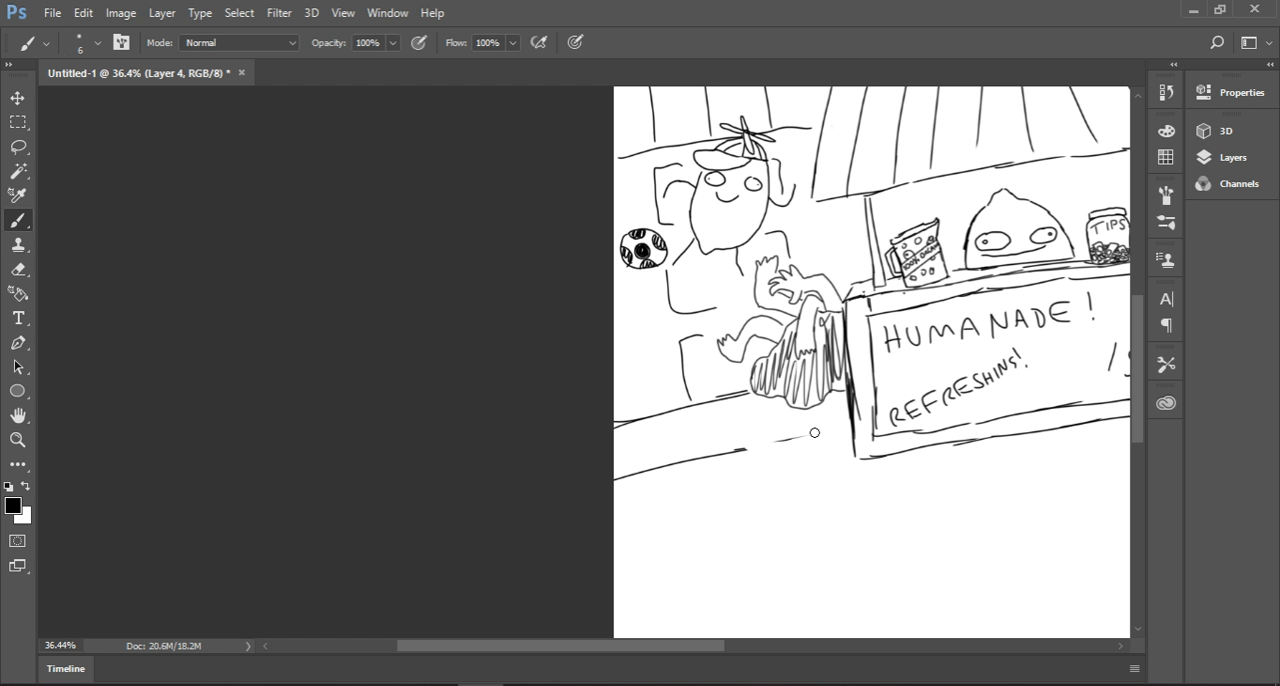 Ps File Edit Image Layer Type Select Filter 3D View Window Help
6 Mode: Normal Opacity: 100% Flow: 100%
Untitled-1 @ 36.4% (Layer 4, RGB/8) *
Properties
3D
Layers
Channels
TIPS
100%
HUMANADE!
REFRESHINS!
36.44% Doc: 20.6M/18.2M
Timeline